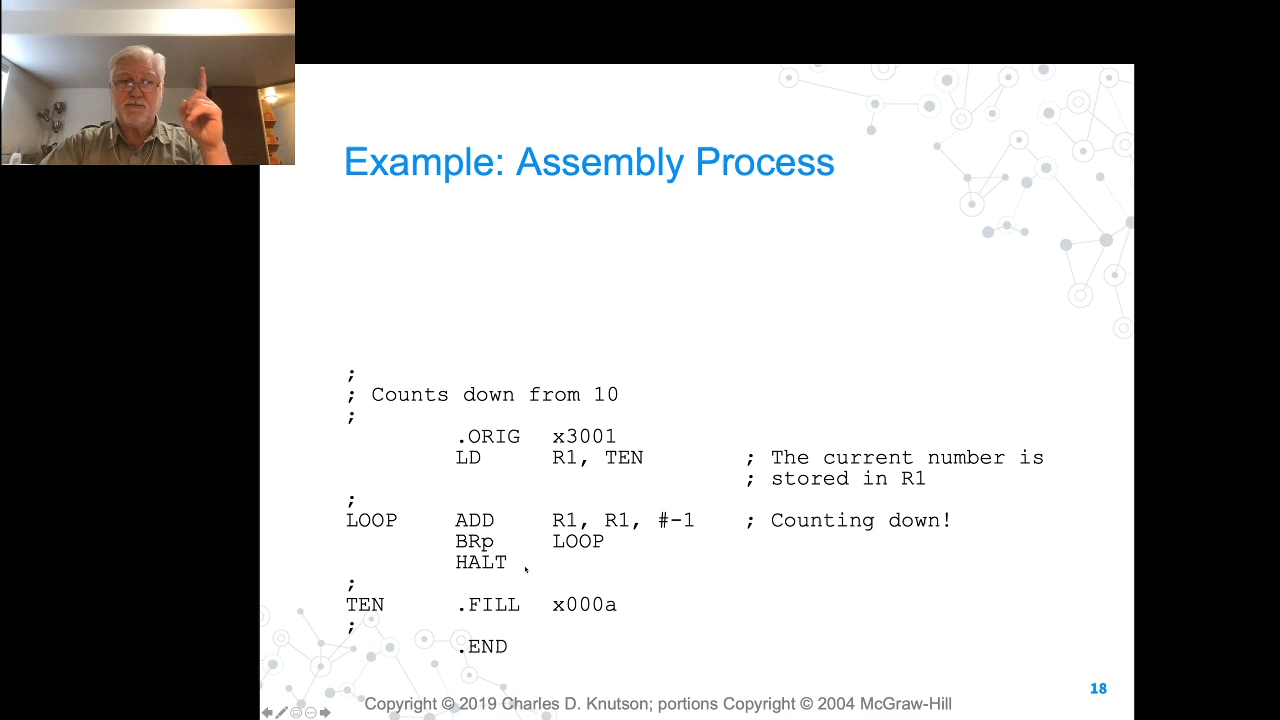 Example: Assembly Process
;
; Counts down from 10
;
.ORIG x3001
LD R1, TEN ; The current number is
; stored in R1
;
LOOP ADD R1, R1, #-1 ; Counting down!
BRp LOOP
HALT
;
TEN .FILL x000a
;
.END
18
Copyright © 2019 Charles D. Knutson; portions Copyright © 2004 McGraw-Hill